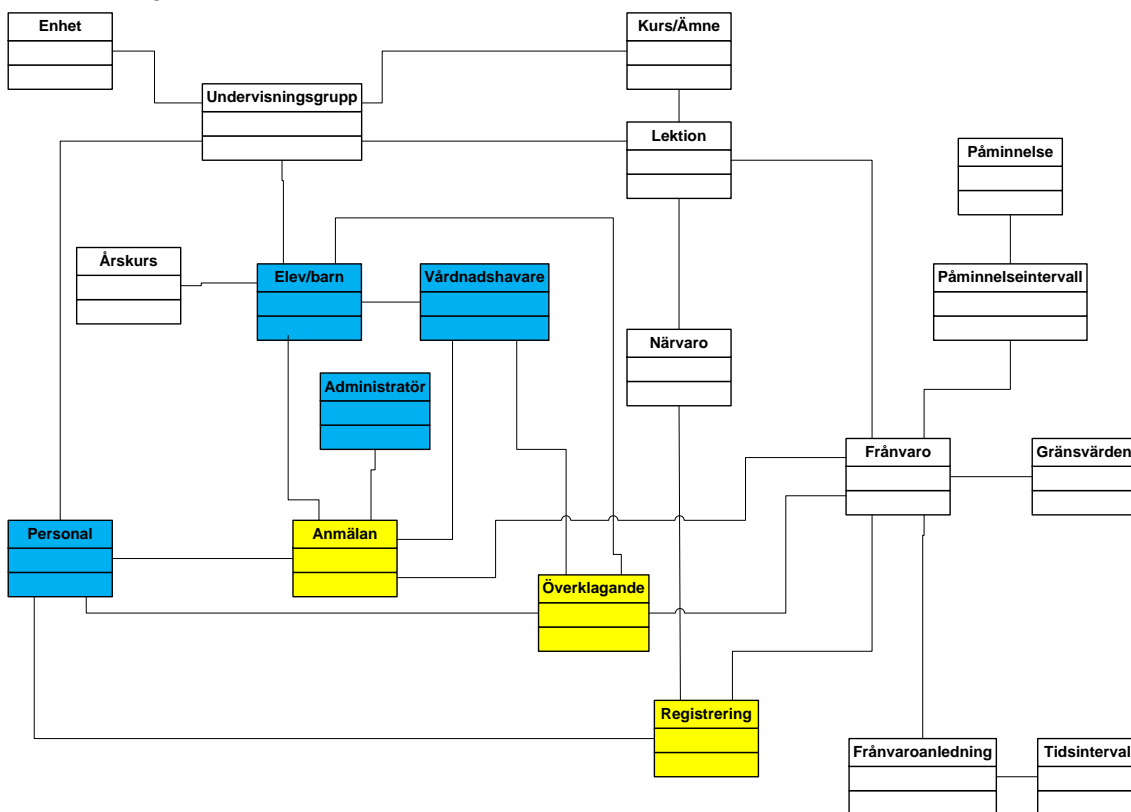 Enhet
Kurs/Ämne
Undervisningsgrupp
Lektion
Påminnelse
Årskurs
Elev/barn
Vårdnadshavare
Påminnelseintervall
Närvaro
Administratör
Frånvaro
Gränsvärden
Personal
Anmälan
Överklagande
Registrering
Frånvaroanledning
Tidsinterval